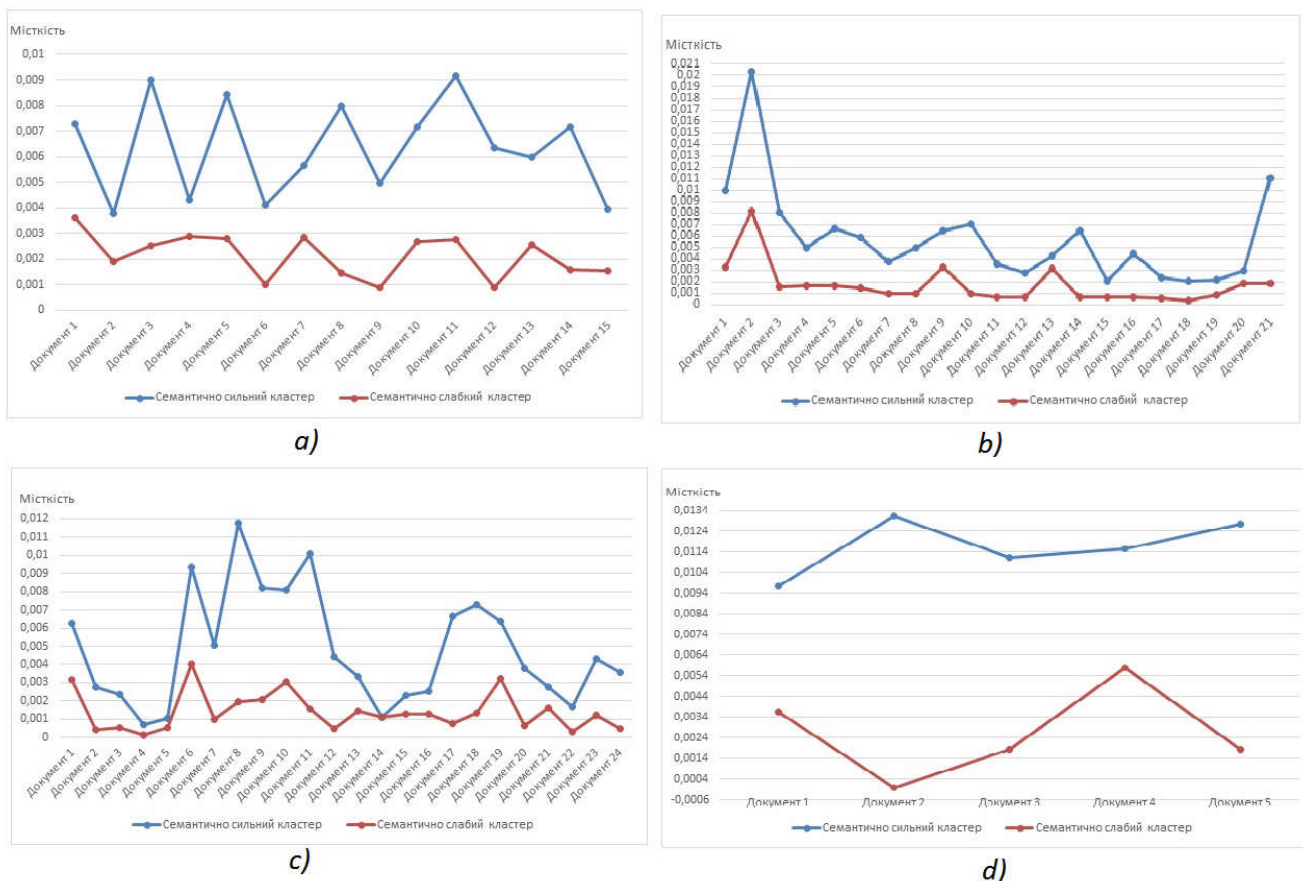 Місткість
0,01
0,009
0,008
0,007
0,006
0,005
0,004
0,003
0,002
0,001
0
Документ 1
Документ 2
Документ 3
Документ 4
Документ 5
Документ 6
Документ 7
Документ 8
Документ 9
Документ 10
Документ 11
Документ 12
Документ 13
Документ 14
Документ 15
Семантично сильний кластер
Семантично слабкий кластер
a)
Місткість
0,021
0,02
0,019
0,018
0,017
0,016
0,015
0,014
0,013
0,012
0,011
0,01
0,008
0,007
0,006
0,005
0,004
0,003
0,001
0
Документ 1
Документ 2
Документ 3
Документ 4
Документ 5
Документ 6
Документ 7
Документ 8
Документ 9
Документ 10
Документ 11
Документ 12
Документ 13
Документ 14
Документ 15
Документ 16
Документ 17
Документ 18
Документ 19
Документ 20
Документ 21
Семантично сильний кластер
Семантично слабий кластер
b)
Місткість
0,012
0,01
0,009
0,008
0,007
0,006
0,005
0,004
0,003
0,002
0,001
0
Документ 1
Документ 2
Документ 3
Документ 4
Документ 5
Документ 6
Документ 7
Документ 8
Документ 9
Документ 10
Документ 11
Документ 12
Документ 13
Документ 14
Документ 15
Документ 16
Документ 17
Документ 18
Документ 19
Документ 20
Документ 21
Документ 22
Документ 23
Документ 24
Семантично сильний кластер
Семантично слабий кластер
c)
Місткість
0,0134
0,0124
0,0114
0,0104
0,0094
0,0084
0,0074
0,0064
0,0054
0,0044
0,0034
0,0024
0,0014
0,0004
-0,0006
Документ 1
Документ 2
Документ 3
Документ 4
Документ 5
Семантично сильний кластер
Семантично слабий кластер
d)